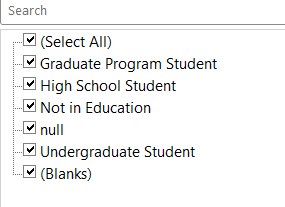 Search
(Select All)
Graduate Program Student
High School Student
Not in Education
null
Undergraduate Student
(Blanks)